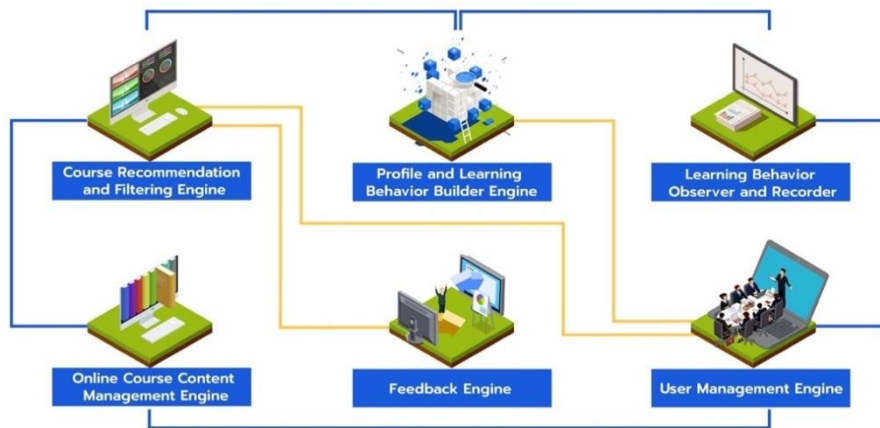 Course Recommendation
and Filtering Engine
Profile and Learning
Behavior Builder Engine
Learning Behavior
Observer and Recorder
Online Course Content
Management Engine
Feedback Engine
User Management Engine